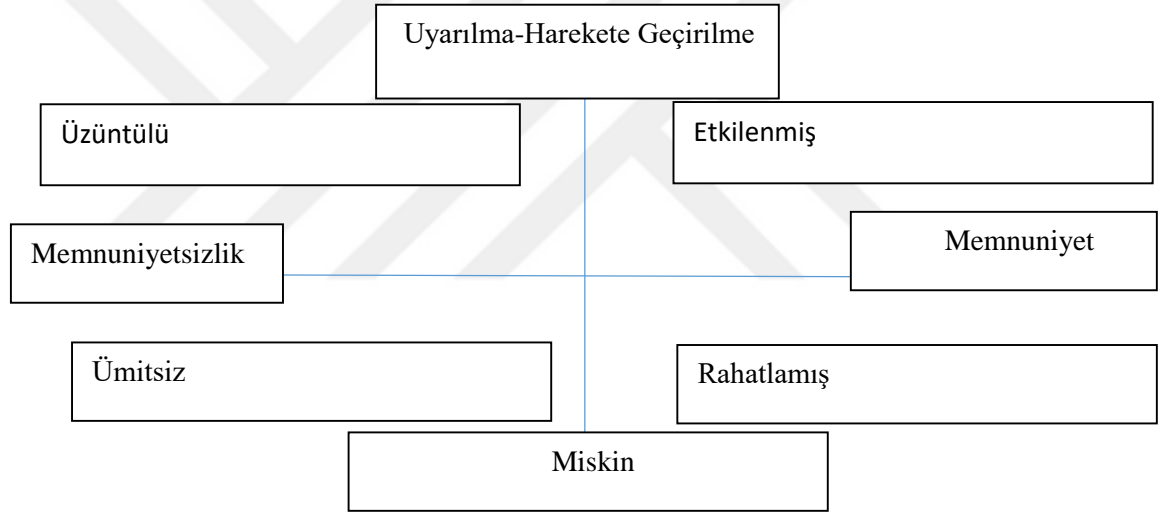 Uyarılma-Harekete Geçirilme
Üzüntülü
Etkilenmiş
Memnuniyetsizlik
Memnuniyet
Ümitsiz
Rahatlamış
Miskin